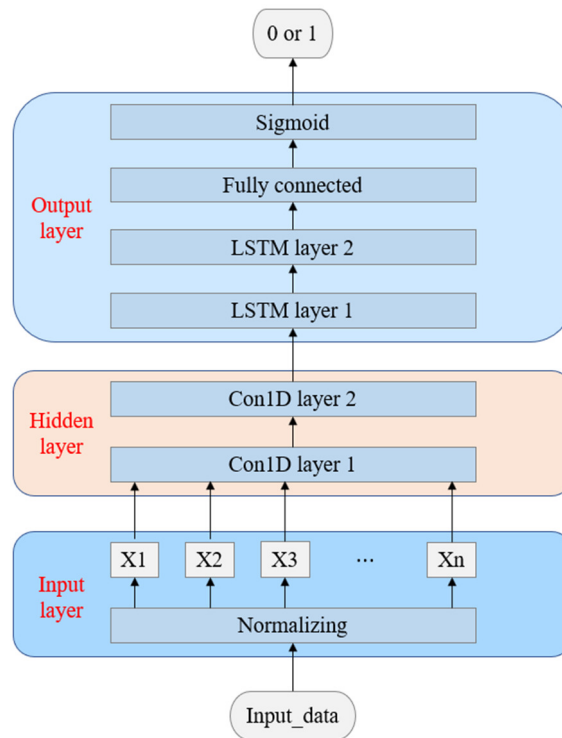 0 or 1
Sigmoid
Fully connected
Output
layer
LSTM layer 2
LSTM layer 1
Con1D layer 2
Hidden
layer
Con1D layer 1
X1 X2 X3 ... Xn
Input
layer
Normalizing
Input_data